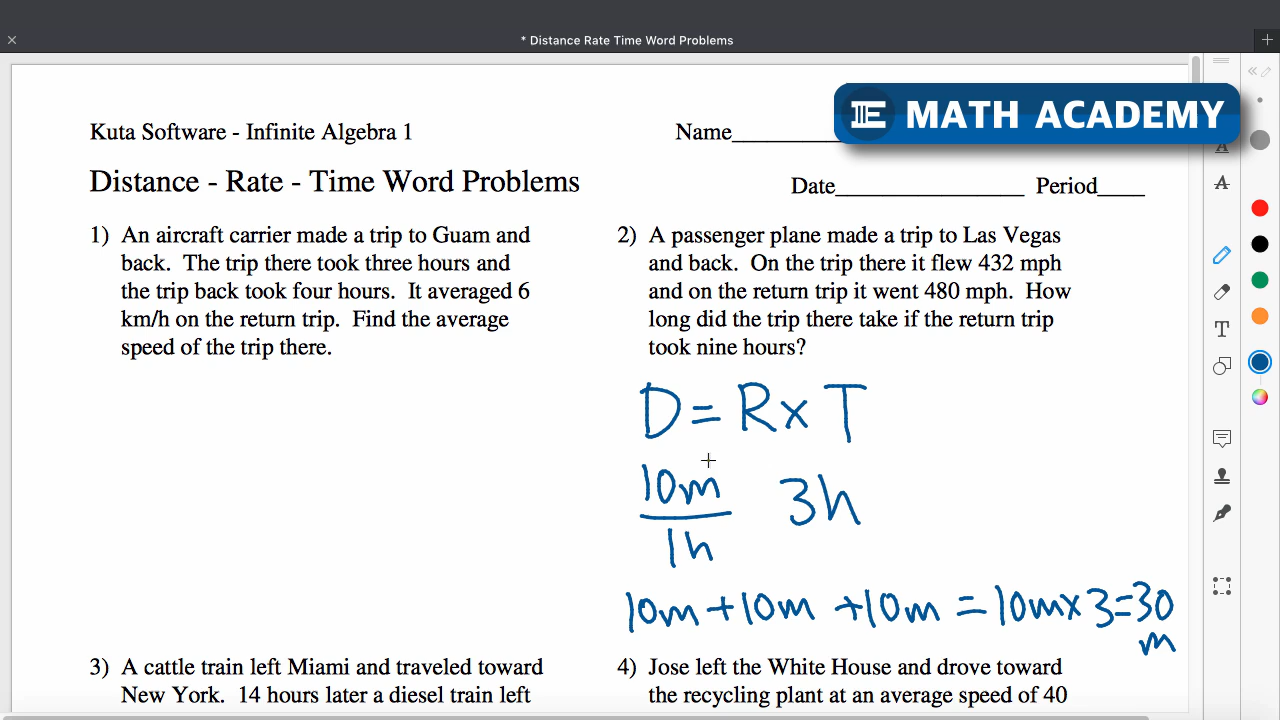 * Distance Rate Time Word Problems
MATH ACADEMY
Kuta Software - Infinite Algebra 1
Name
Distance - Rate - Time Word Problems
Date________________ Period____
1) An aircraft carrier made a trip to Guam and
back. The trip there took three hours and
the trip back took four hours. It averaged 6
km/h on the return trip. Find the average
speed of the trip there.
2) A passenger plane made a trip to Las Vegas
and back. On the trip there it flew 432 mph
and on the return trip it went 480 mph. How
long did the trip there take if the return trip
took nine hours?
D = R x T
10m 3h
1h
10m + 10m + 10m = 10m x 3 = 30
m
3) A cattle train left Miami and traveled toward
New York. 14 hours later a diesel train left
4) Jose left the White House and drove toward
the recycling plant at an average speed of 40